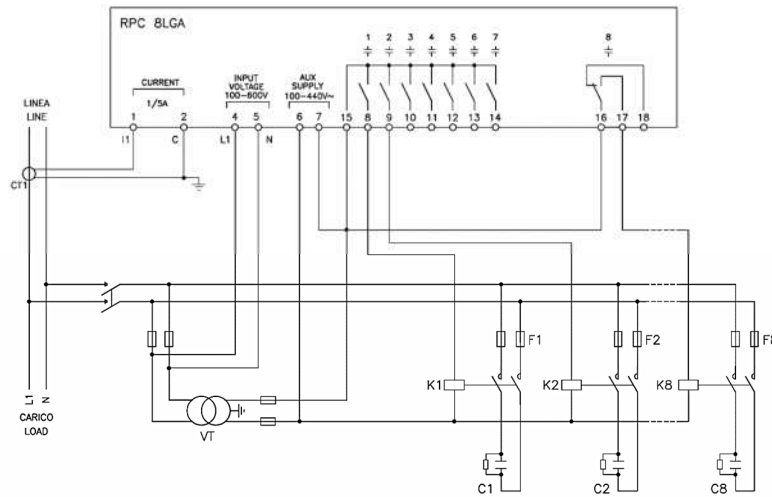 RPC 8LGA
1 2 3 4 5 6 7 8
CURRENT
1/5A
INPUT
VOLTAGE
100-600V
AUX
SUPPLY
100-440V~
LINEA
LINE
1 2 4 5 6 7 15 8 9 10 11 12 13 14 16 17 18
I1 C L1 N
CT1
F1 F2 F8
K1 K2 K8
L1 N
CARICO
LOAD
VT
C1 C2 C8